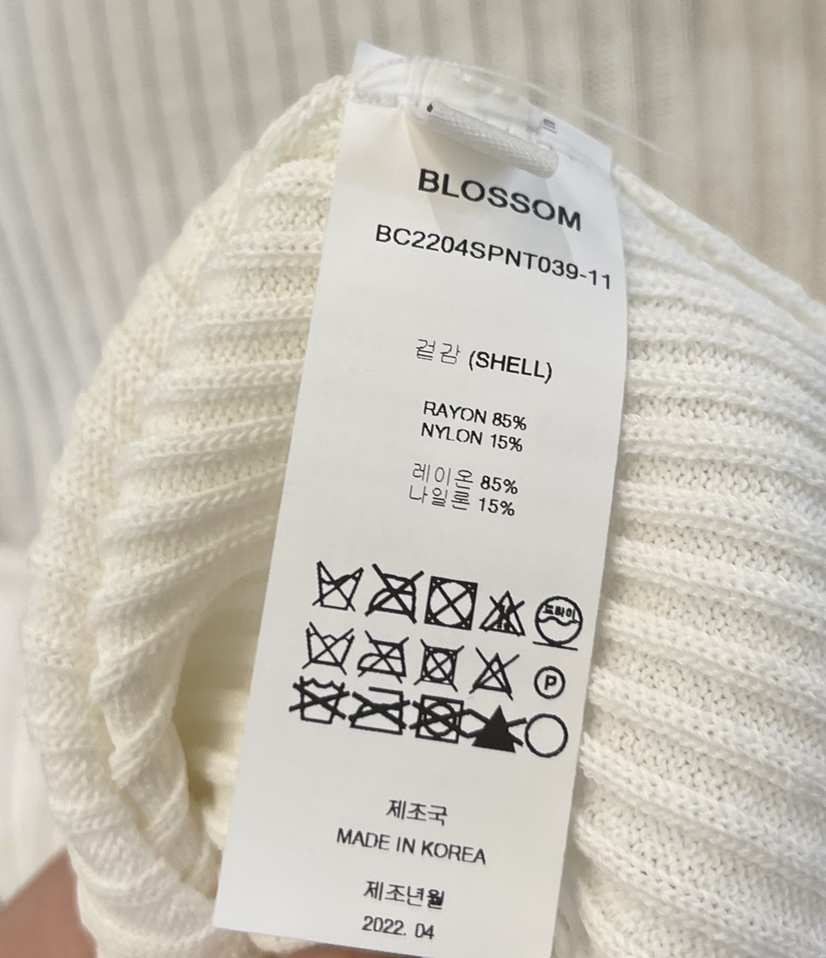 BLOSSOM
BC2204SPNT039-11
겉감 (SHELL)
RAYON 85%
NYLON 15%
레이온 85%
나일론 15%
드라이
P
제조국
MADE IN KOREA
제조년월
2022. 04